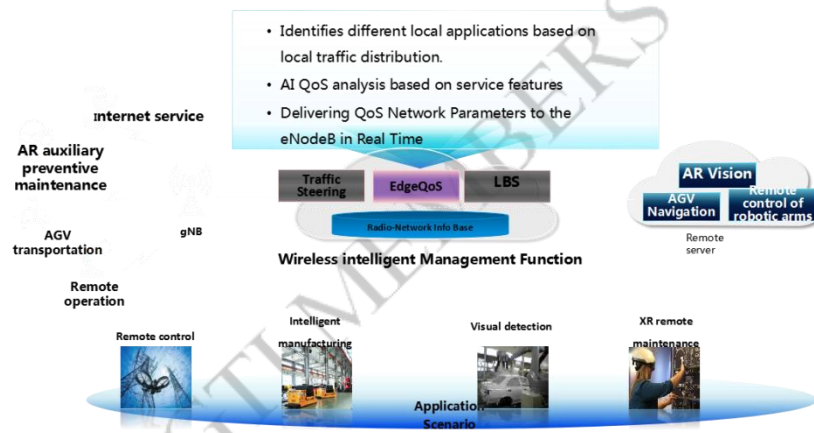 • Identifies different local applications based on
local traffic distribution.
• AI QoS analysis based on service features
• Delivering QoS Network Parameters to the
eNodeB in Real Time
Internet service
AR auxiliary
preventive
maintenance
AGV
transportation
gNB
Remote
operation
Traffic
Steering
EdgeQoS
LBS
Radio-Network Info Base
Wireless intelligent Management Function
AR Vision
AGV
Navigation
Remote
control of
robotic arms
Remote
server
Remote control
Intelligent
manufacturing
Visual detection
XR remote
maintenance
Application
Scenario
GTI MEMBERS